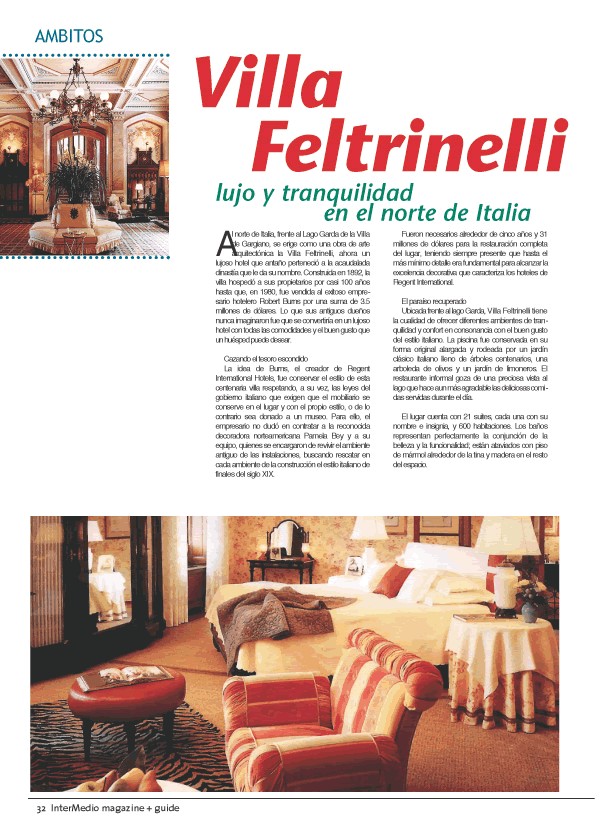 AMBITOS
Villa
Feltrinelli
lujo y tranquilidad
en el norte de Italia
Al norte de Italia, frente al Lago Garda de la Villa
de Gargiano, se erige como una obra de arte
arquitectónica la Villa Feltrinelli, ahora un
lujoso hotel que antaño perteneció a la acaudalada
dinastía que le da su nombre. Construida en 1892, la
villa hospedó a sus propietarios por casi 100 años
hasta que, en 1980, fue vendida al exitoso empre-
sario hotelero Robert Burns por una suma de 3.5
millones de dólares. Lo que sus antiguos dueños
nunca imaginaron fue que se convertiría en un lujoso
hotel con todas las comodidades y el buen gusto que
un huésped puede desear.
Cazando el tesoro escondido
La idea de Burns, el creador de Regent
International Hotels, fue conservar el estilo de esta
centenaria villa respetando, a su vez, las leyes del
gobierno italiano que exigen que el mobiliario se
conserve en el lugar y con el propio estilo, o de lo
contrario sea donado a un museo. Para ello, el
empresario no dudó en contratar a la reconocida
decoradora norteamericana Pamela Bey y a su
equipo, quienes se encargaron de revivir el ambiente
antiguo de las instalaciones, buscando rescatar en
cada ambiente de la construcción el estilo italiano de
finales del siglo XIX.
Fueron necesarios alrededor de cinco años y 31
millones de dólares para la restauración completa
del lugar, teniendo siempre presente que hasta el
más mínimo detalle era fundamental para alcanzar la
excelencia decorativa que caracteriza los hoteles de
Regent International.
El paraíso recuperado
Ubicada frente al lago Garda, Villa Feltrinelli tiene
la cualidad de ofrecer diferentes ambientes de tran-
quilidad y confort en consonancia con el buen gusto
del estilo italiano. La piscina fue conservada en su
forma original alargada y rodeada por un jardín
clásico italiano lleno de árboles centenarios, una
arboleda de olivos y un jardín de limoneros. El
restaurante informal goza de una preciosa vista al
lago que hace aun más agradable las deliciosas comi-
das servidas durante el día.
El lugar cuenta con 21 suites, cada una con su
nombre e insignia, y 600 habitaciones. Los baños
representan perfectamente la conjunción de la
belleza y la funcionalidad; están ataviados con piso
de mármol alrededor de la tina y madera en el resto
del espacio.
32 InterMedio magazine + guide